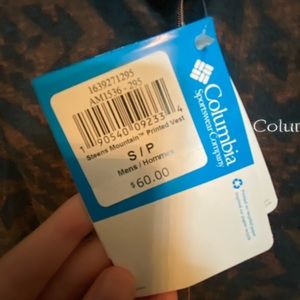 1639271295
AM1536 - 295
1 90540 09233 4
Steens Mountain™ Printed Vest
S / P
Mens / Hommes
$60.00
Columbia
Sportswear Company
Colum